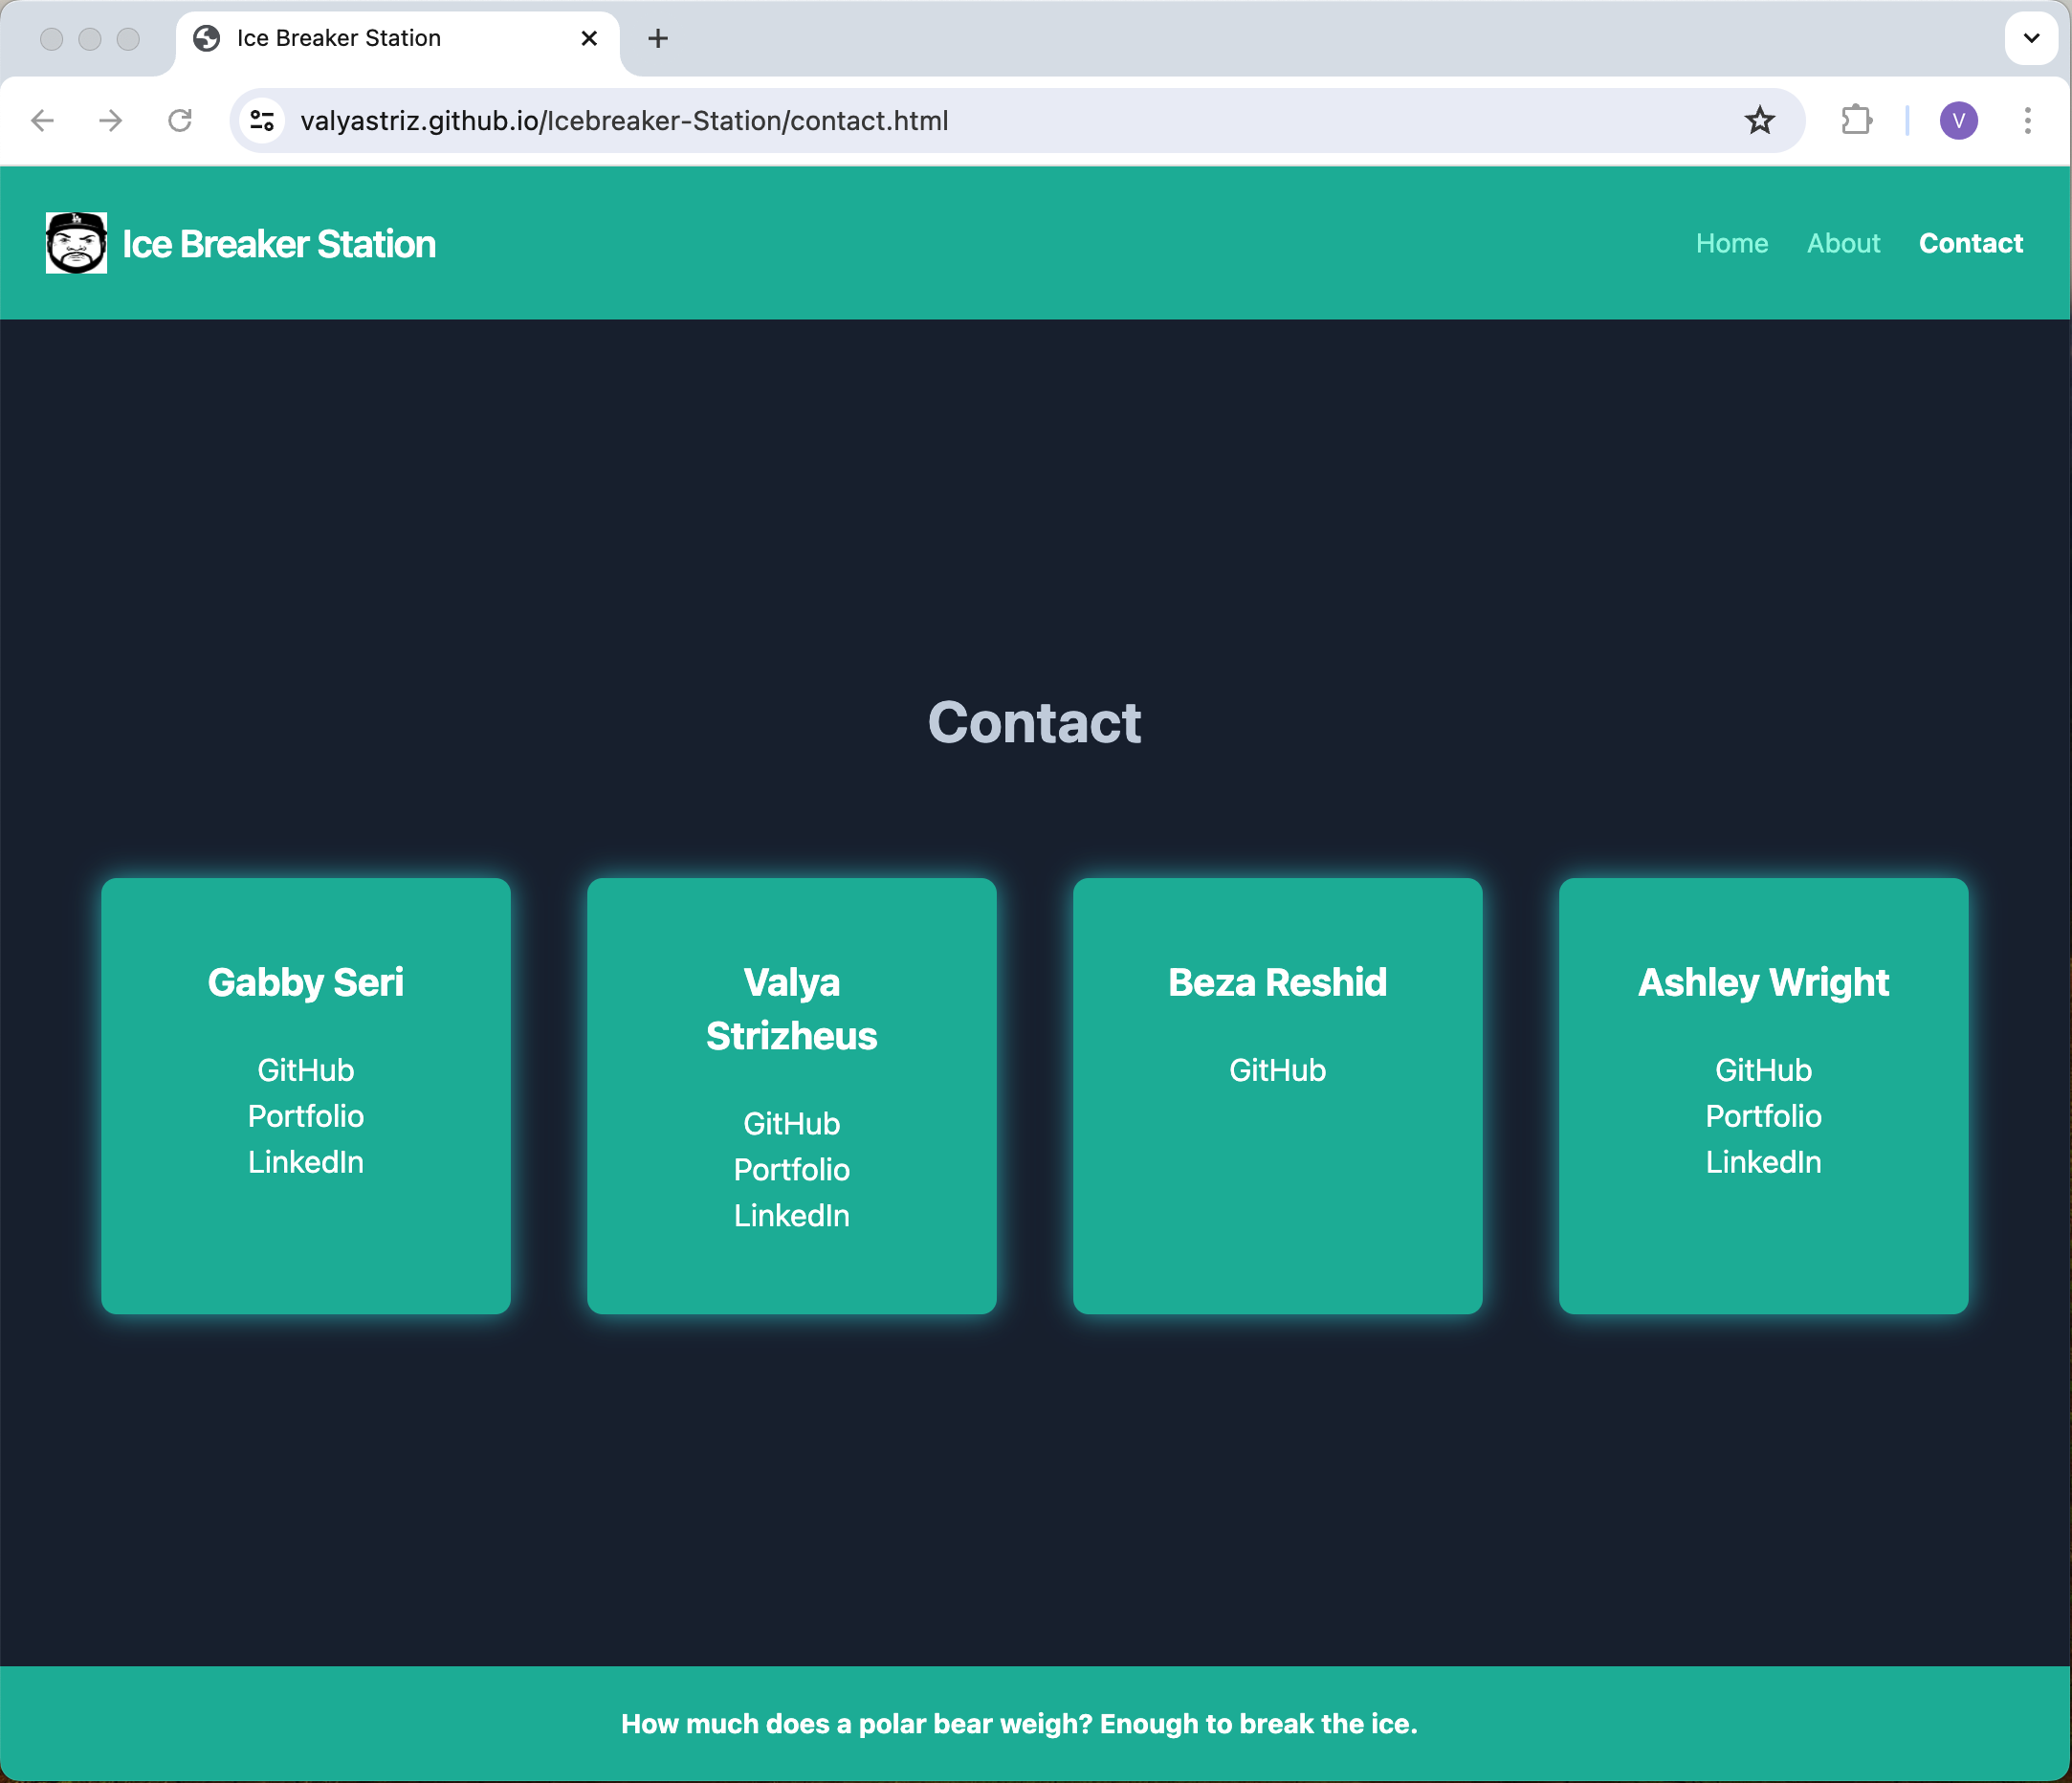 Ice Breaker Station
valyastriz.github.io/Icebreaker-Station/contact.html
V
LA
Ice Breaker Station
Home About Contact
Contact
Gabby Seri
GitHub
Portfolio
LinkedIn
Valya
Strizheus
GitHub
Portfolio
LinkedIn
Beza Reshid
GitHub
Ashley Wright
GitHub
Portfolio
LinkedIn
How much does a polar bear weigh? Enough to break the ice.